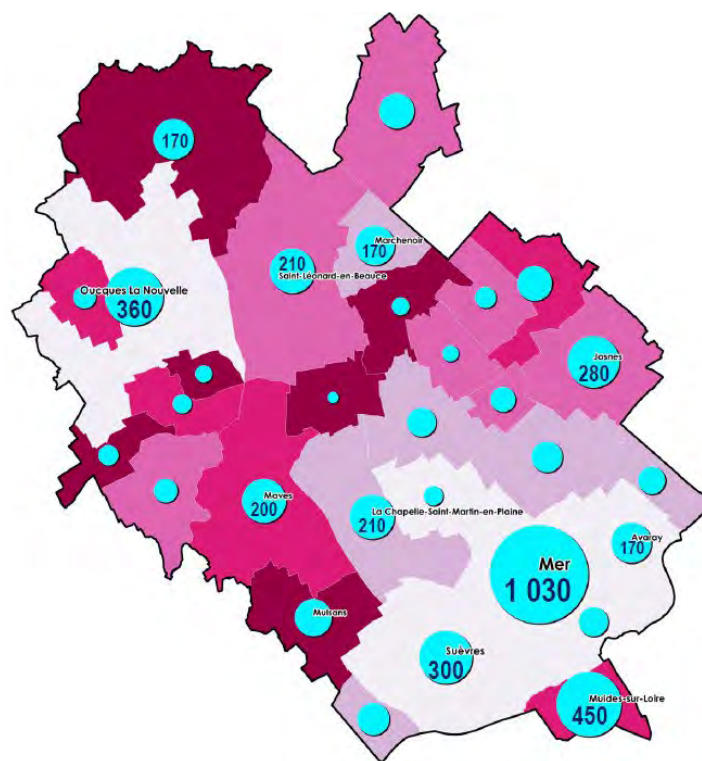 170
Marchenoir
170
210
Saint-Léonard-en-Beauce
Oucques La Nouvelle
360
Josnes
280
Maves
200
La Chapelle-Saint-Martin-en-Plaine
210
Avaray
170
Mer
1 030
Mulsans
Suèvres
300
Muides-sur-Loire
450